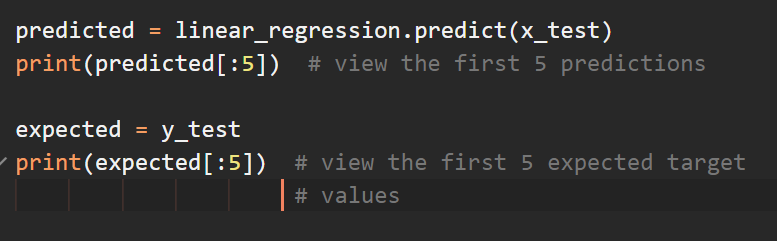 predicted = linear_regression.predict(x_test)
print(predicted[:5])  # view the first 5 predictions
expected = y_test
print(expected[:5])  # view the first 5 expected target
# values